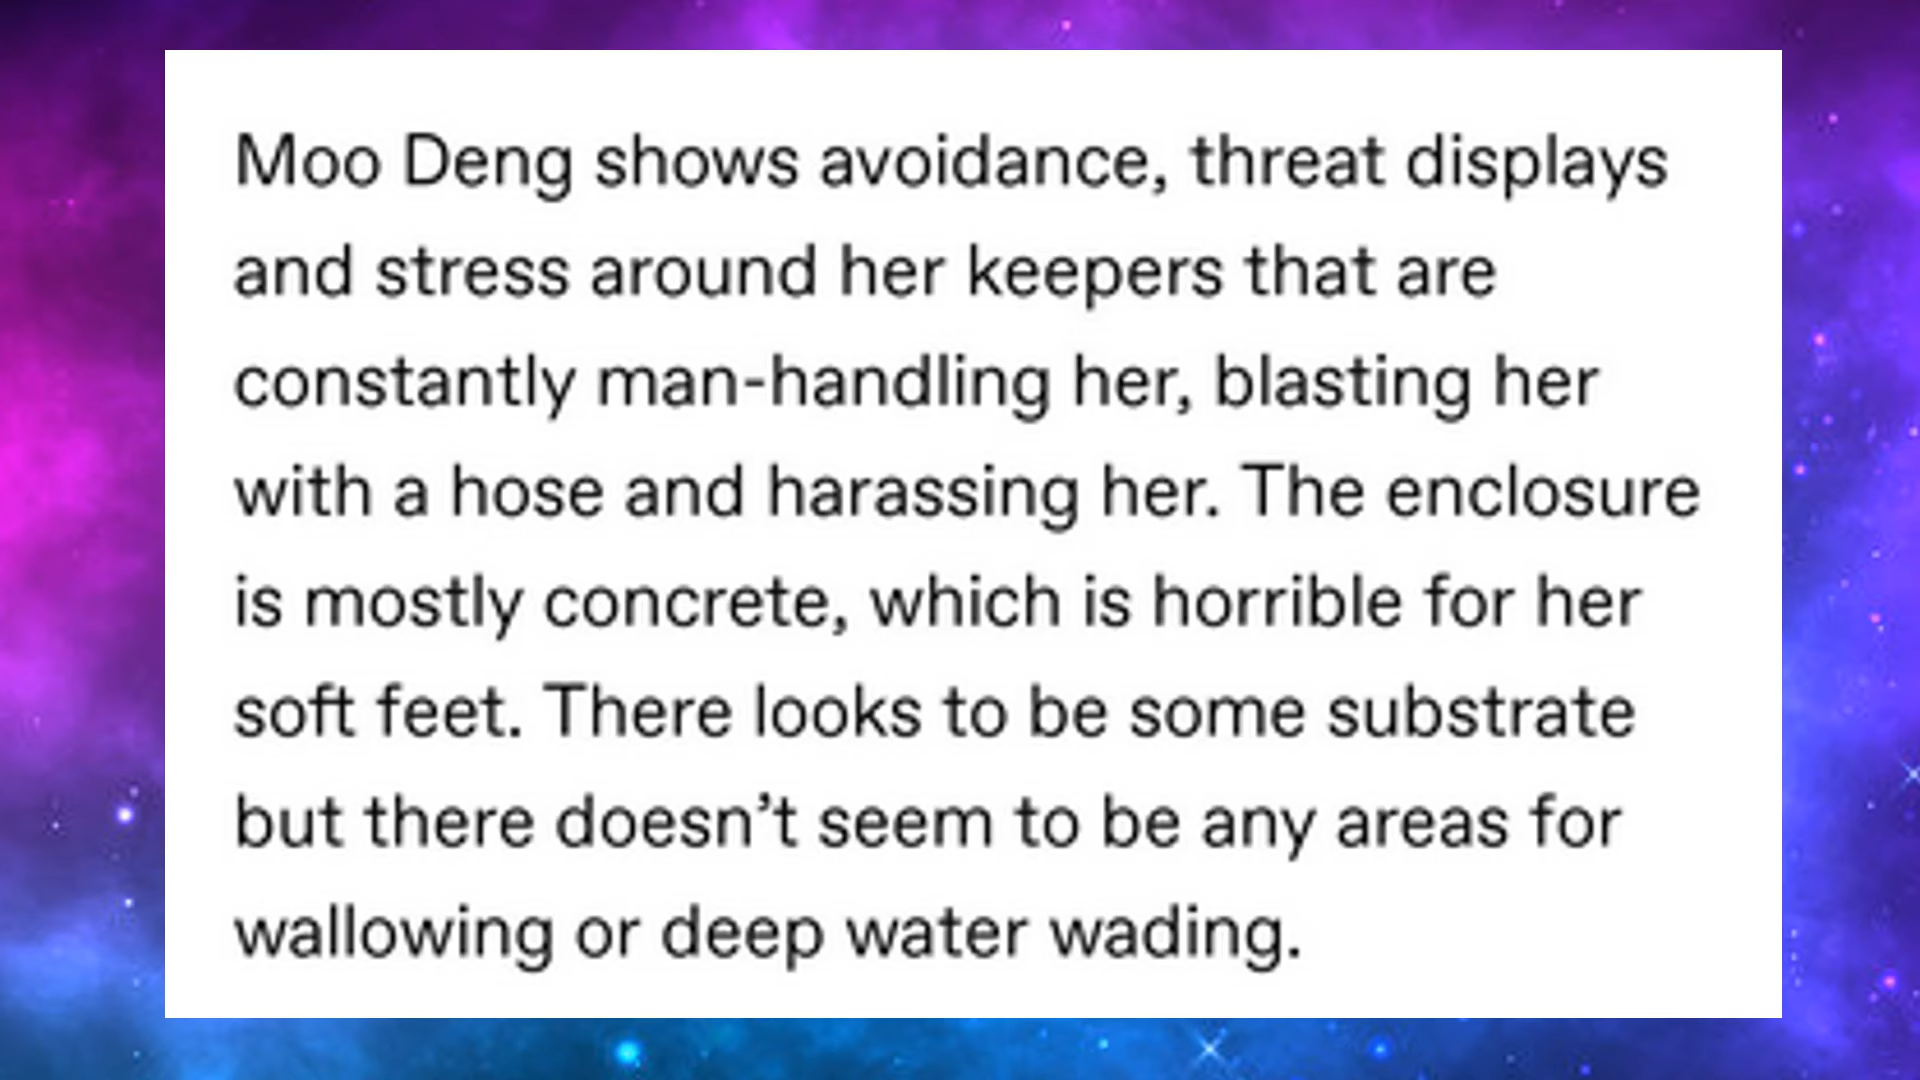 Moo Deng shows avoidance, threat displays
and stress around her keepers that are
constantly man-handling her, blasting her
with a hose and harassing her. The enclosure
is mostly concrete, which is horrible for her
soft feet. There looks to be some substrate
but there doesn’t seem to be any areas for
wallowing or deep water wading.